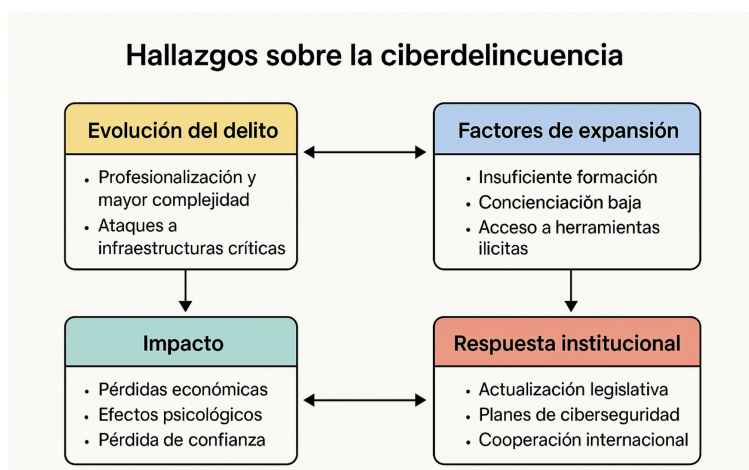 Hallazgos sobre la ciberdelincuencia
Evolución del delito
• Profesionalización y
mayor complejidad
• Ataques a
infraestructuras críticas
Factores de expansión
• Insuficiente formación
• Concienciación baja
• Acceso a herramientas
ilicitas
Impacto
• Pérdidas económicas
• Efectos psicológicos
• Pérdida de confianza
Respuesta institucional
• Actualización legislativa
• Planes de ciberseguridad
• Cooperación internacional